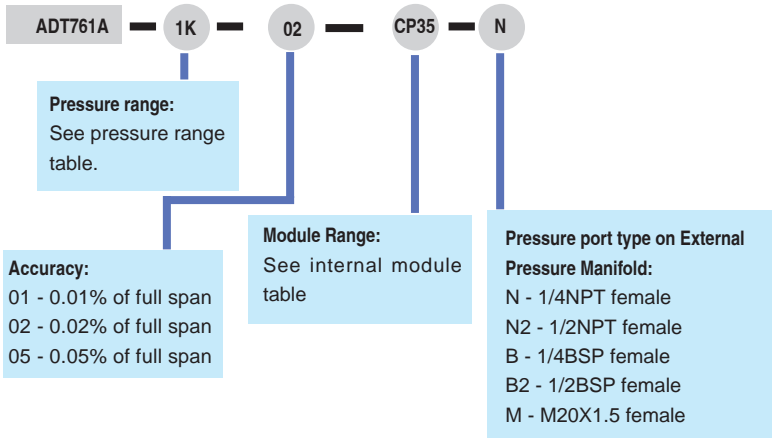 ADT761A 1K 02 CP35 N
Pressure range:
See pressure range
table.
Accuracy:
01 - 0.01% of full span
02 - 0.02% of full span
05 - 0.05% of full span
Module Range:
See internal module
table
Pressure port type on External
Pressure Manifold:
N - 1/4NPT female
N2 - 1/2NPT female
B - 1/4BSP female
B2 - 1/2BSP female
M - M20X1.5 female